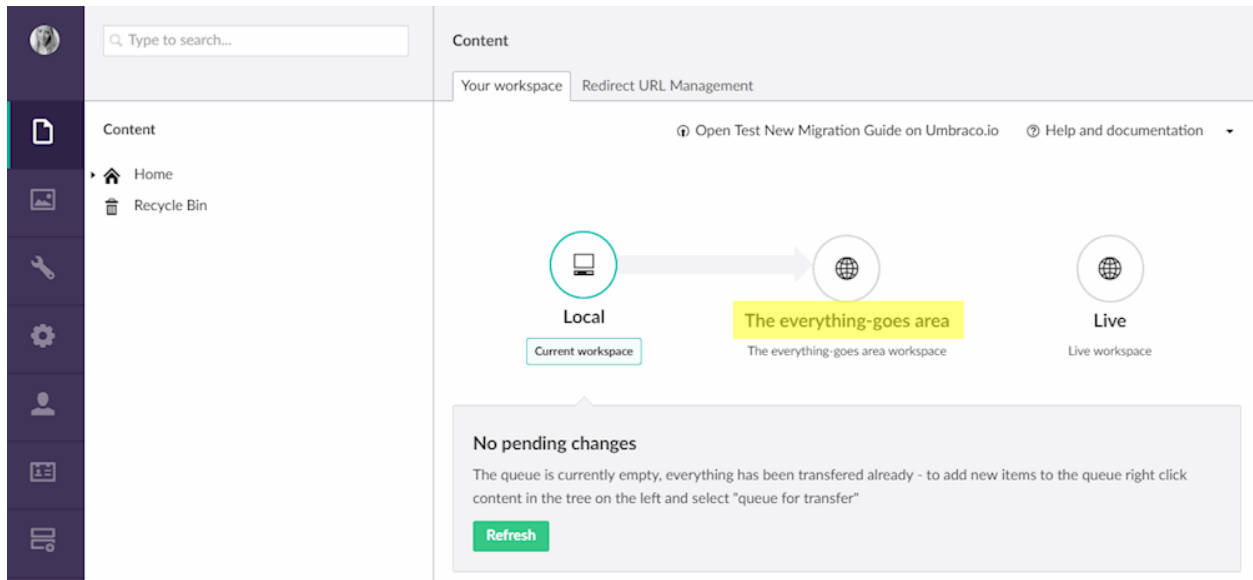 Type to search...
Content
Your workspace
Redirect URL Management
Content
Open Test New Migration Guide on Umbraco.io
Help and documentation
Home
Recycle Bin
Local
The everything-goes area
Live
Current workspace
The everything-goes area workspace
Live workspace
No pending changes
The queue is currently empty, everything has been transfered already - to add new items to the queue right click
content in the tree on the left and select "queue for transfer"
Refresh